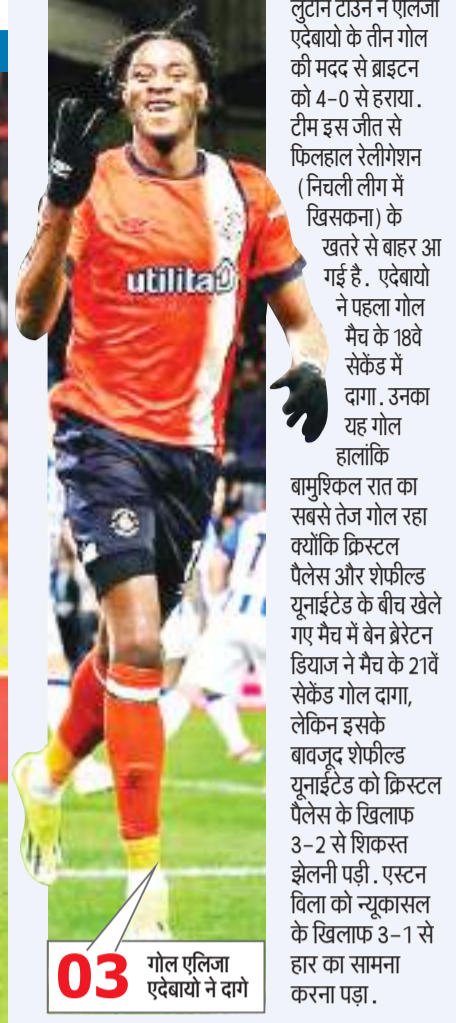 लुटोन टाउन ने एलिजा
एदेबायो के तीन गोल
की मदद से ब्राइटन
को 4-0 से हराया.
टीम इस जीत से
फिलहाल रेलीगेशन
(निचली लीग में
खिसकना) के
खतरे से बाहर आ
गई है. एदेबायो
ने पहला गोल
मैच के 18वे
सेकेंड में
दागा. उनका
यह गोल
हालांकि
बामुश्किल रात का
सबसे तेज गोल रहा
क्योंकि क्रिस्टल
पैलेस और शेफील्ड
यूनाईटेड के बीच खेले
गए मैच में बेन ब्रेरेटन
डियाज ने मैच के 21वें
सेकेंड गोल दागा,
लेकिन इसके
बावजूद शेफील्ड
यूनाईटेड को क्रिस्टल
पैलेस के खिलाफ
3-2 से शिकस्त
झेलनी पड़ी. एस्टन
विला को न्यूकासल
के खिलाफ 3-1 से
हार का सामना
करना पड़ा.
utilita
03 गोल एलिजा
एदेबायो ने दागे